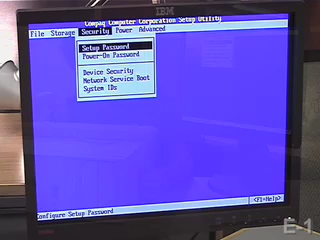 IBM
Compaq Computer Corporation Setup Utility
File Storage Security Power Advanced
Setup Password
Power-On Password
Device Security
Network Service Boot
System IDs
<F1=Help>
Configure Setup Password
E-1